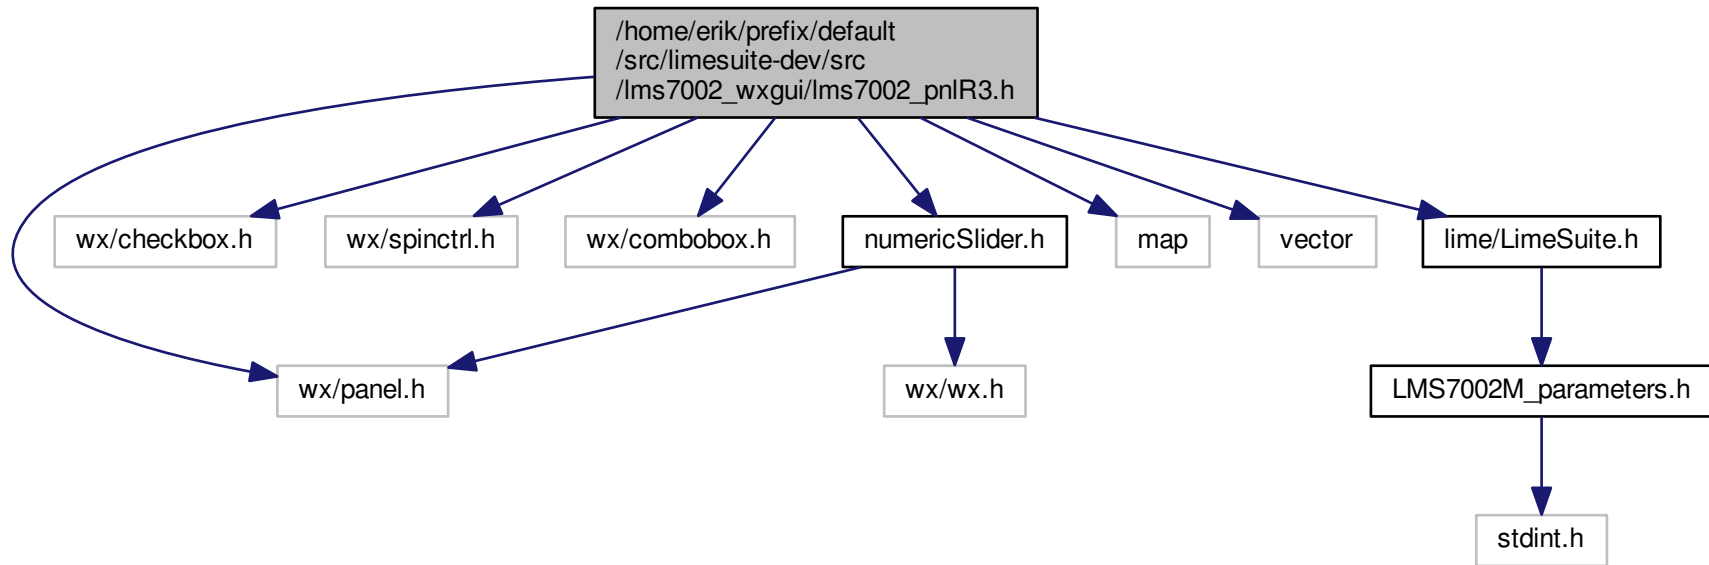 /home/erik/prefix/default
/src/limesuite-dev/src
/lms7002_wxgui/lms7002_pnlR3.h
wx/checkbox.h
wx/spinctrl.h
wx/combobox.h
numericSlider.h
map
vector
lime/LimeSuite.h
wx/panel.h
wx/wx.h
LMS7002M_parameters.h
stdint.h